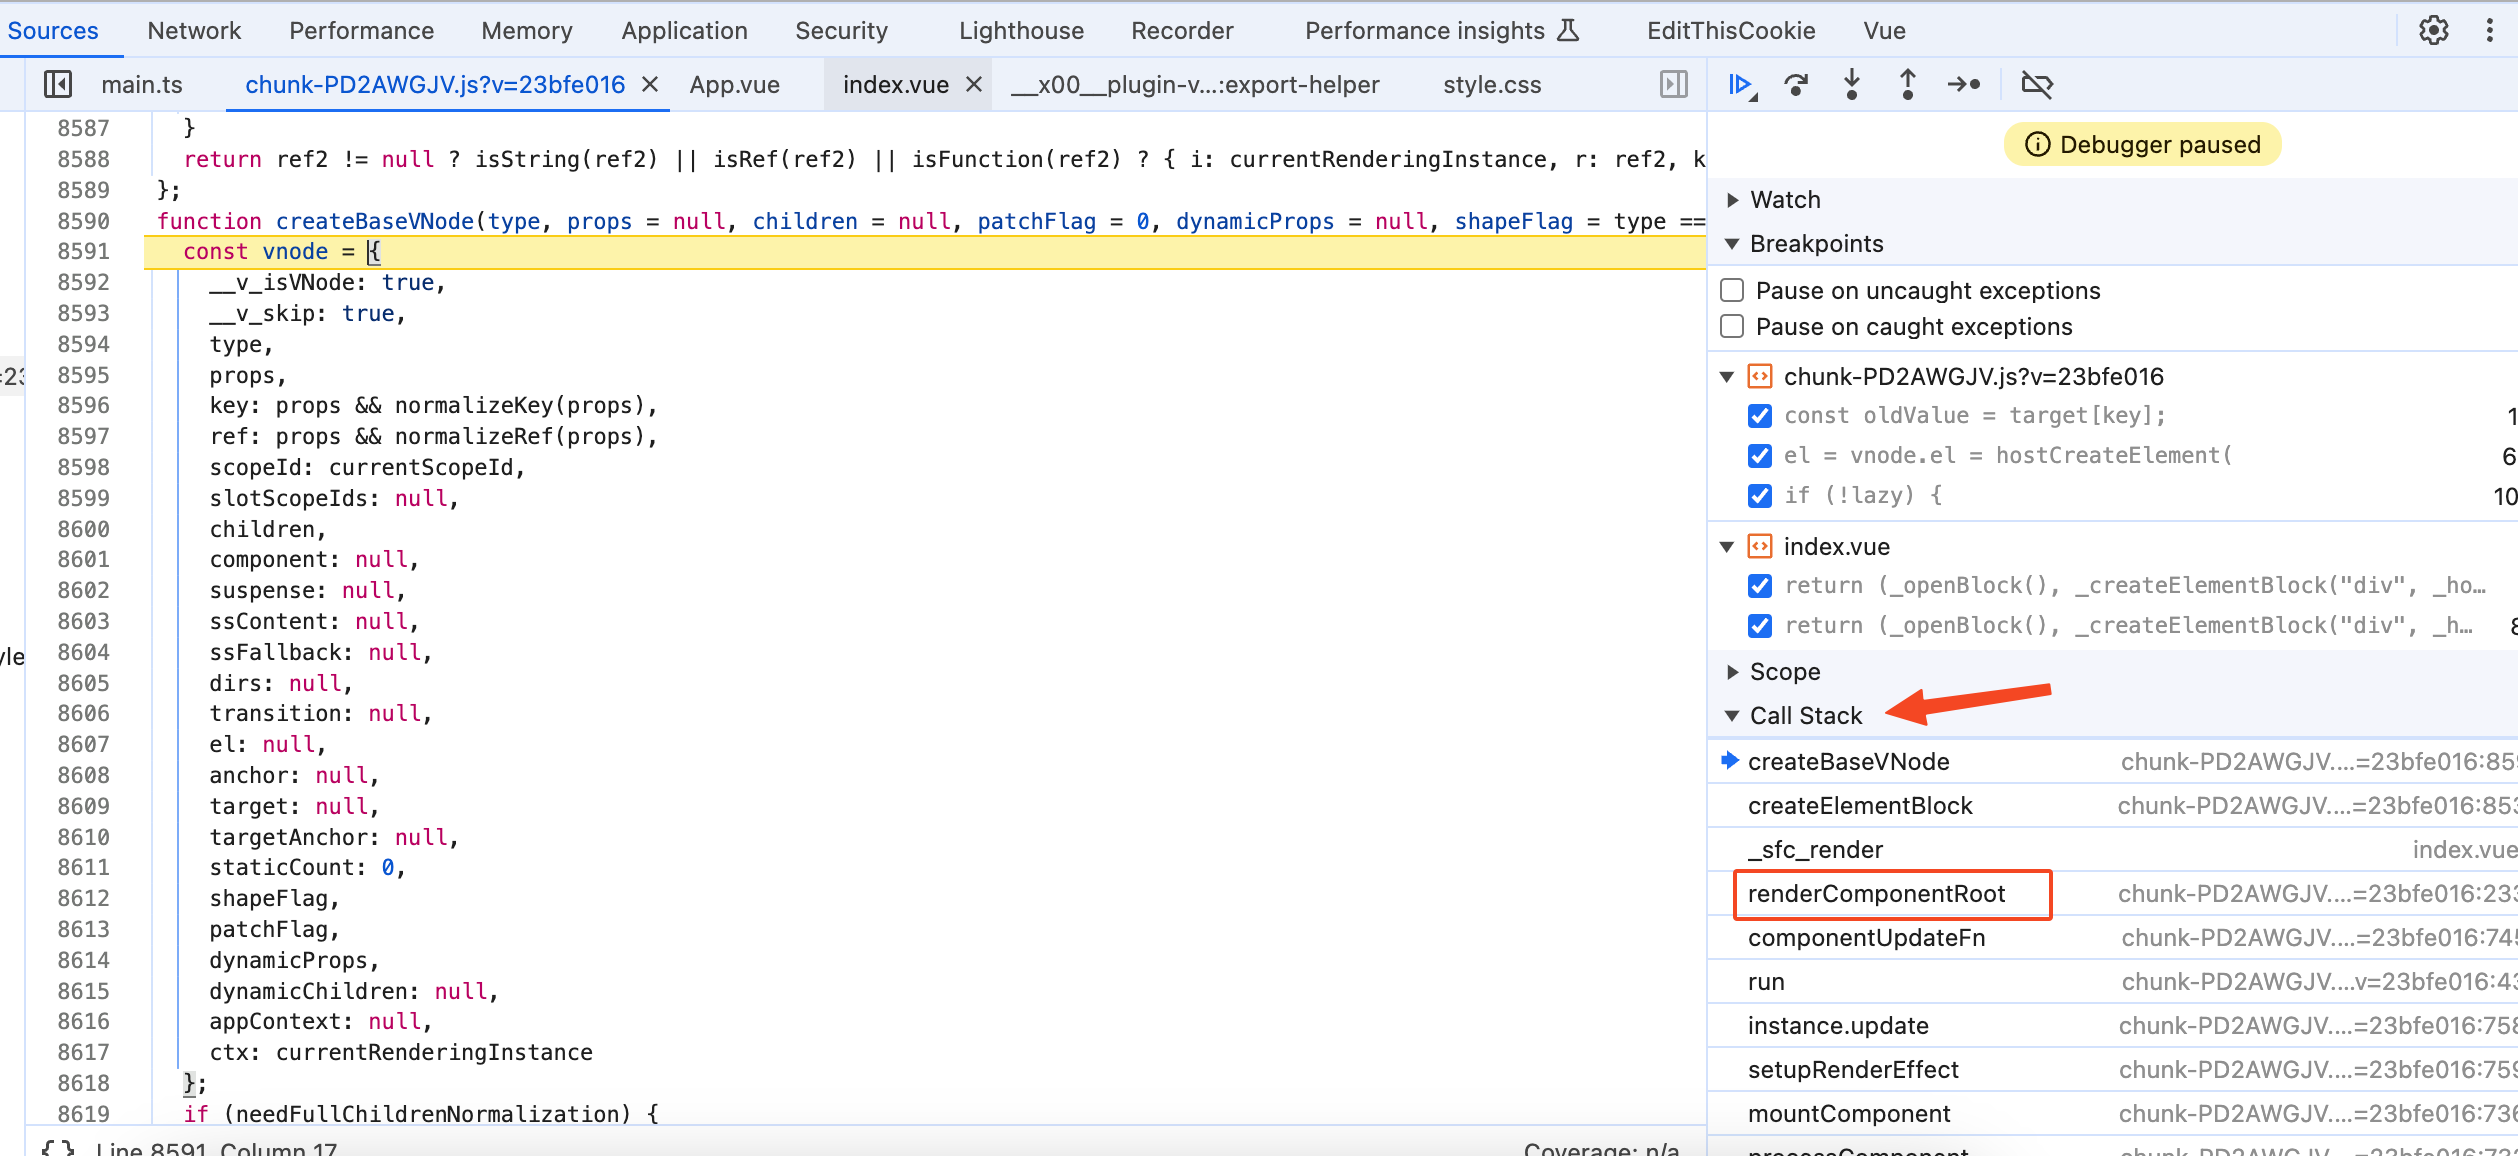 Sources Network Performance Memory Application Security Lighthouse Recorder Performance insights EditThisCookie Vue
main.ts chunk-PD2AWGJV.js?v=23bfe016 App.vue index.vue __x00__plugin-v...:export-helper style.css
8587 }
8588 return ref2 != null ? isString(ref2) || isRef(ref2) || isFunction(ref2) ? { i: currentRenderingInstance, r: ref2, k
8589 };
8590 function createBaseVNode(type, props = null, children = null, patchFlag = 0, dynamicProps = null, shapeFlag = type ==
8591 const vnode = {
8592 __v_isVNode: true,
8593 __v_skip: true,
8594 type,
8595 props,
8596 key: props && normalizeKey(props),
8597 ref: props && normalizeRef(props),
8598 scopeId: currentScopeId,
8599 slotScopeIds: null,
8600 children,
8601 component: null,
8602 suspense: null,
8603 ssContent: null,
8604 ssFallback: null,
8605 dirs: null,
8606 transition: null,
8607 el: null,
8608 anchor: null,
8609 target: null,
8610 targetAnchor: null,
8611 staticCount: 0,
8612 shapeFlag,
8613 patchFlag,
8614 dynamicProps,
8615 dynamicChildren: null,
8616 appContext: null,
8617 ctx: currentRenderingInstance
8618 };
8619 if (needFullChildrenNormalization) {
{ } Line 8591, Column 17 Coverage: n/a
Debugger paused
Watch
Breakpoints
Pause on uncaught exceptions
Pause on caught exceptions
chunk-PD2AWGJV.js?v=23bfe016
const oldValue = target[key]; 1
el = vnode.el = hostCreateElement( 6
if (!lazy) { 10
index.vue
return (_openBlock(), _createElementBlock("div", _ho…
return (_openBlock(), _createElementBlock("div", _h… 8
Scope
Call Stack
createBaseVNode chunk-PD2AWGJV.…=23bfe016:859
createElementBlock chunk-PD2AWGJV.…=23bfe016:853
_sfc_render index.vue
renderComponentRoot chunk-PD2AWGJV.…=23bfe016:233
componentUpdateFn chunk-PD2AWGJV.…=23bfe016:745
run chunk-PD2AWGJV.…v=23bfe016:43
instance.update chunk-PD2AWGJV.…=23bfe016:758
setupRenderEffect chunk-PD2AWGJV.…=23bfe016:759
mountComponent chunk-PD2AWGJV.…=23bfe016:736
processComponent